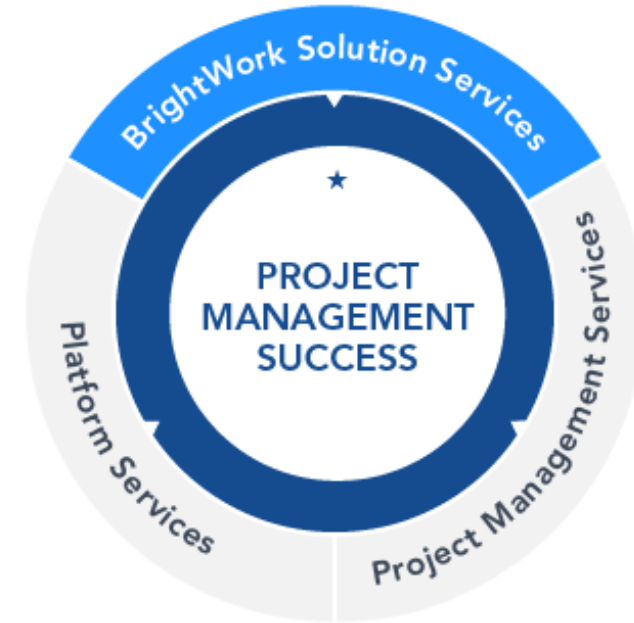 BrightWork Solution Services
PROJECT
MANAGEMENT
SUCCESS
Platform Services
Project Management Services